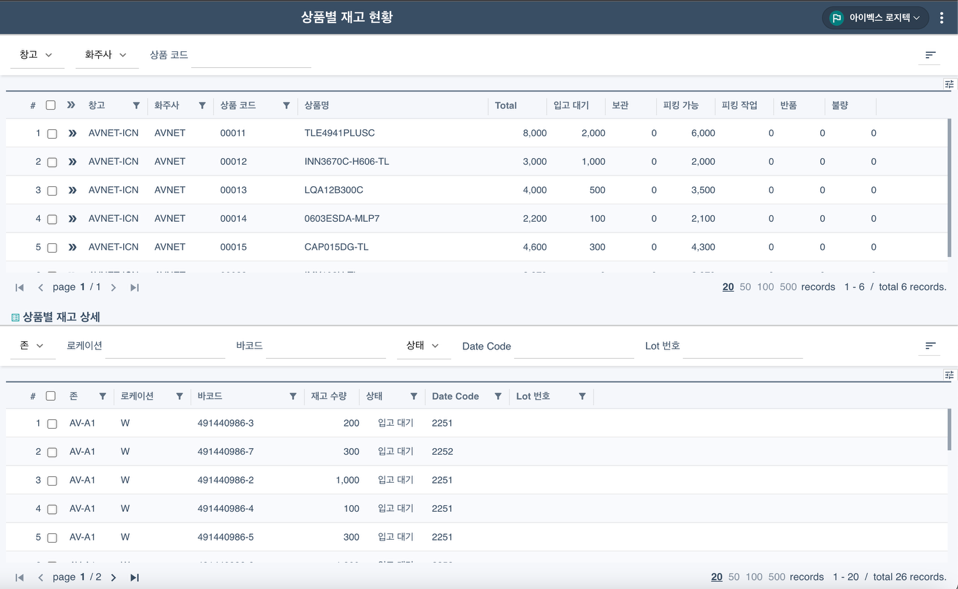 상품별 재고 현황
아이벡스 로지텍
창고 화주사 상품 코드
# 창고 화주사 상품 코드 상품명 Total 입고 대기 보관 피킹 가능 피킹 작업 반품 불량
1 AVNET-ICN AVNET 00011 TLE4941PLUSC 8,000 2,000 0 6,000 0 0 0
2 AVNET-ICN AVNET 00012 INN3670C-H606-TL 3,000 1,000 0 2,000 0 0 0
3 AVNET-ICN AVNET 00013 LQA12B300C 4,000 500 0 3,500 0 0 0
4 AVNET-ICN AVNET 00014 0603ESDA-MLP7 2,200 100 0 2,100 0 0 0
5 AVNET-ICN AVNET 00015 CAP015DG-TL 4,600 300 0 4,300 0 0 0
page 1 / 1 20 50 100 500 records 1 - 6 / total 6 records.
상품별 재고 상세
존 로케이션 바코드 상태 Date Code Lot 번호
# 존 로케이션 바코드 재고 수량 상태 Date Code Lot 번호
1 AV-A1 W 491440986-3 200 입고 대기 2251
2 AV-A1 W 491440986-7 300 입고 대기 2252
3 AV-A1 W 491440986-2 1,000 입고 대기 2251
4 AV-A1 W 491440986-4 100 입고 대기 2251
5 AV-A1 W 491440986-5 300 입고 대기 2251
page 1 / 2 20 50 100 500 records 1 - 20 / total 26 records.